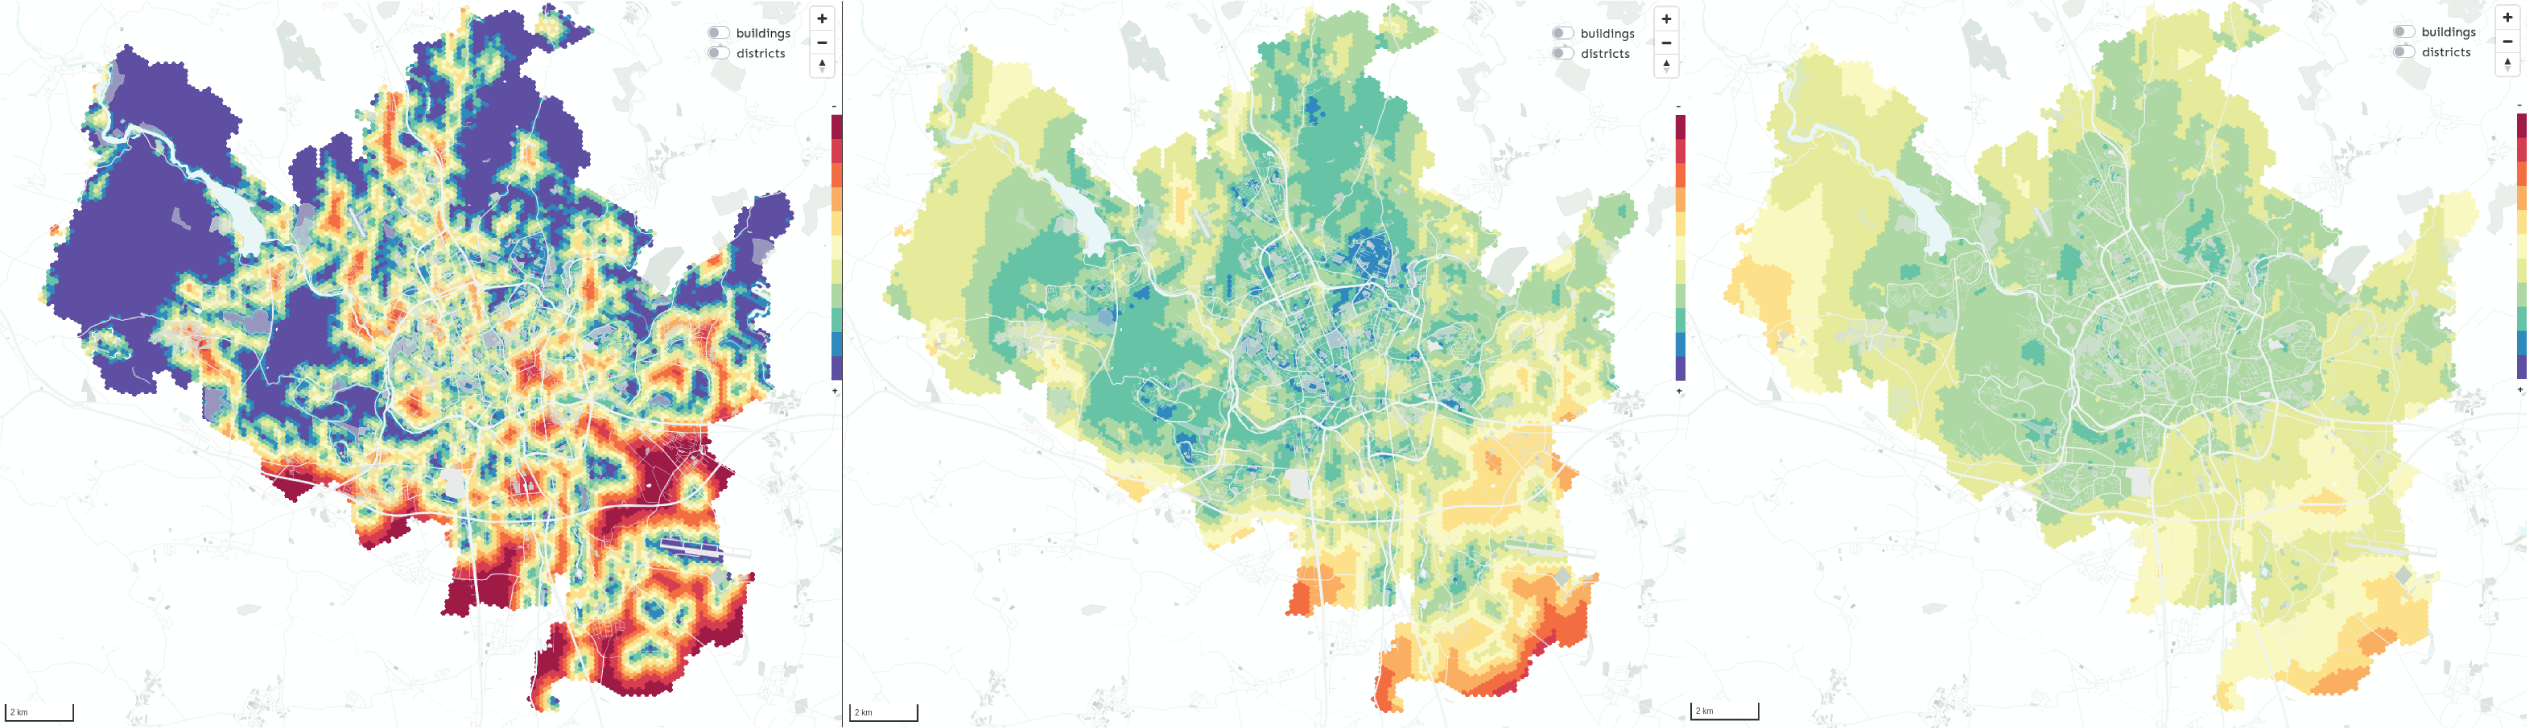 buildings
districts
+
−
-
+
2 km
buildings
districts
+
−
-
+
2 km
buildings
districts
+
−
-
+
2 km